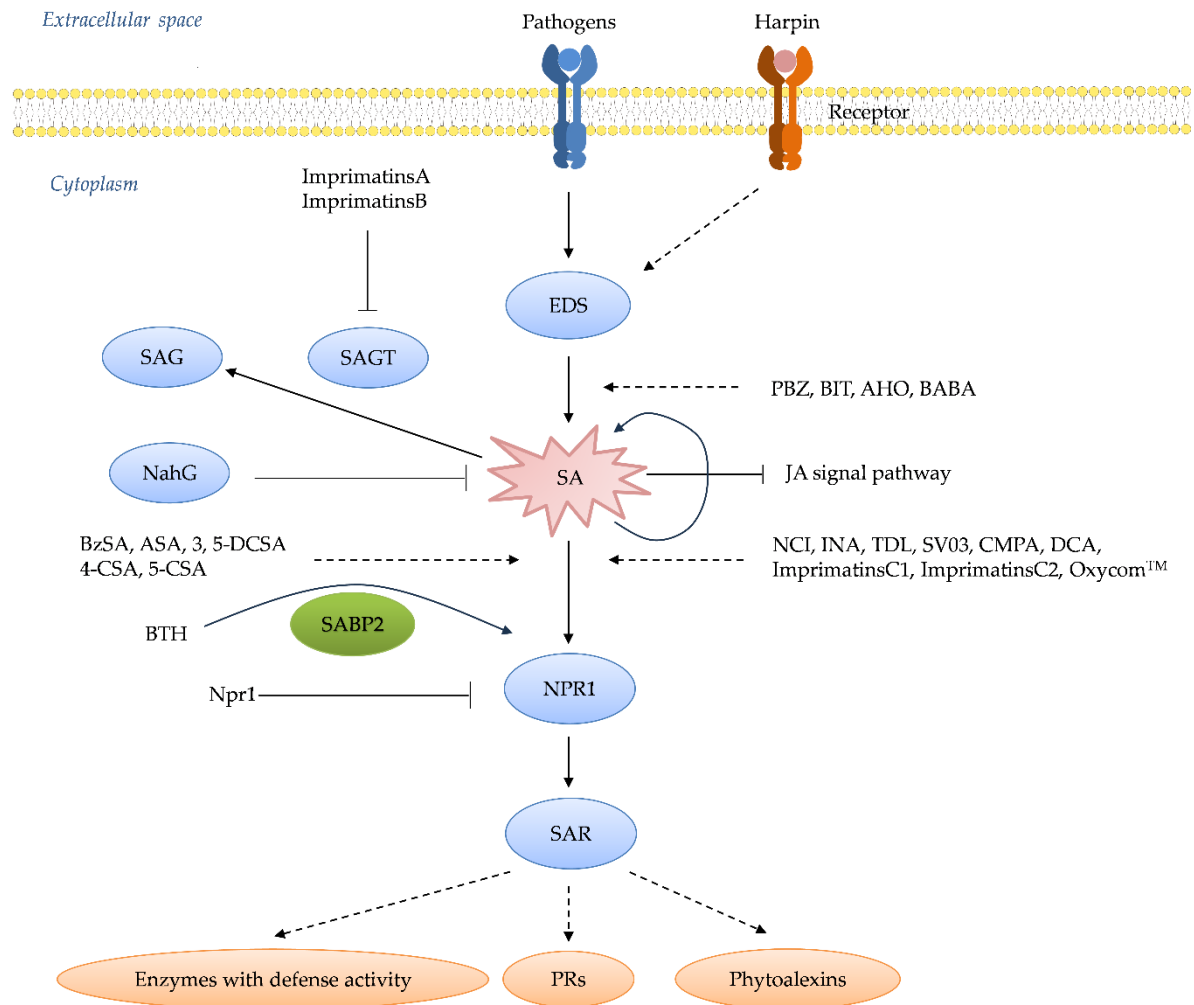 Extracellular space
Pathogens
Harpin
Receptor
Cytoplasm
ImprimatinsA
ImprimatinsB
EDS
SAG
SAGT
PBZ, BIT, AHO, BABA
NahG
SA
JA signal pathway
BzSA, ASA, 3, 5-DCSA
4-CSA, 5-CSA
NCI, INA, TDL, SV03, CMPA, DCA,
ImprimatinsC1, ImprimatinsC2, Oxycom™
SABP2
BTH
Npr1
NPR1
SAR
Enzymes with defense activity
PRs
Phytoalexins